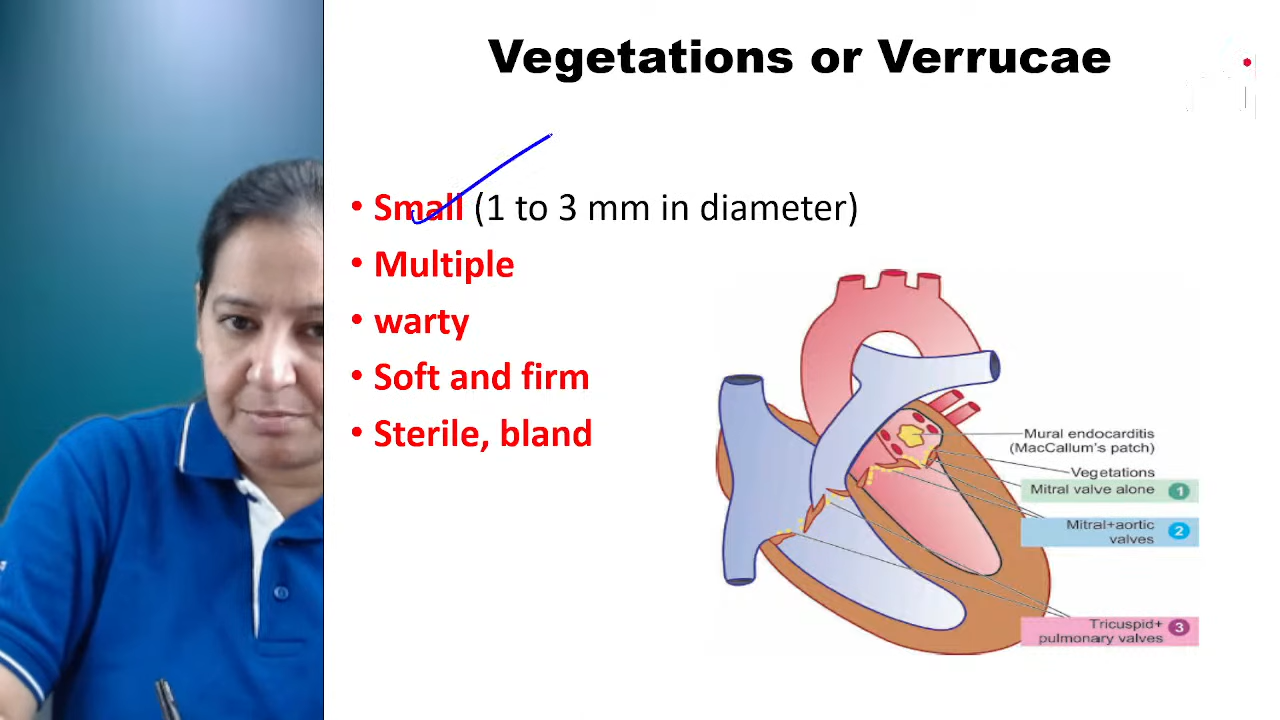 Vegetations or Verrucae
• Small (1 to 3 mm in diameter)
• Multiple
• warty
• Soft and firm
• Sterile, bland
Mural endocarditis
(MacCallum's patch)
Vegetations
Mitral valve alone 1
Mitral+aortic 2
valves
Tricuspid+ 3
pulmonary valves